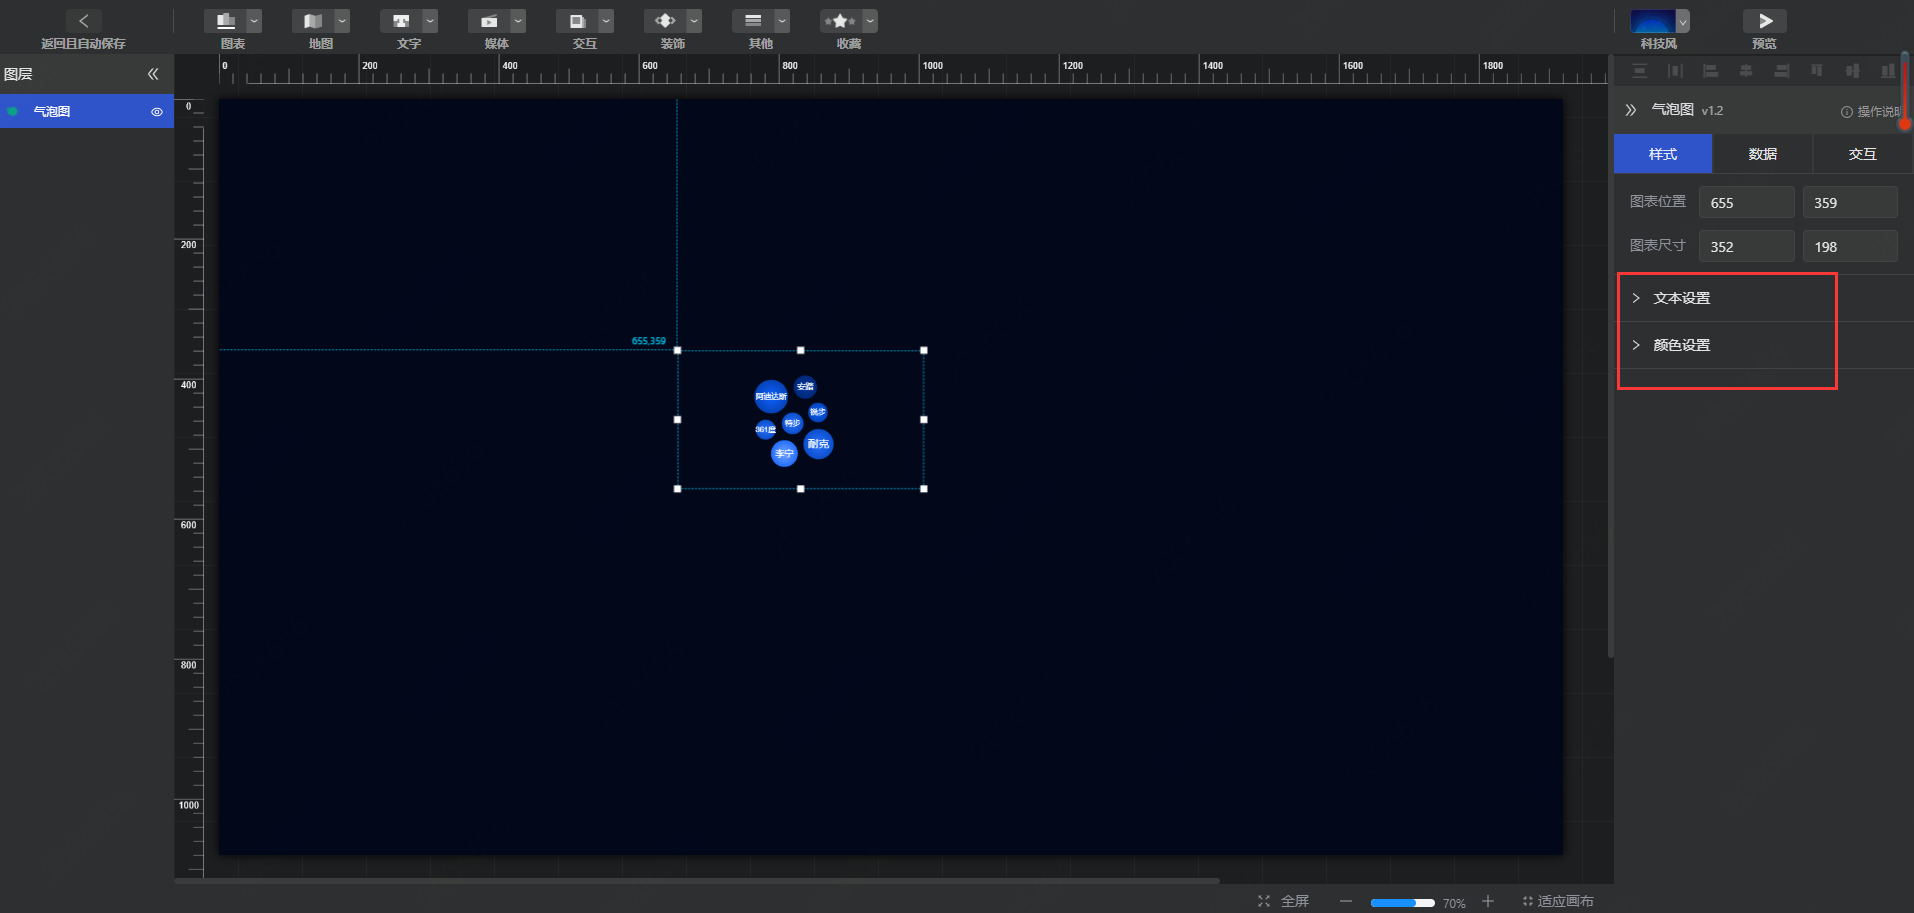 返回且自动保存
图表
地图
文字
媒体
交互
装饰
其他
收藏
科技风
预览
图层
气泡图
0 200 400 600 800 1000 1200 1400 1600 1800
0
200
400
600
800
1000
655,359
阿迪达斯
安踏
锐步
特步
361度
耐克
李宁
气泡图 v1.2
操作说明
样式 数据 交互
图表位置 655 359
图表尺寸 352 198
文本设置
颜色设置
全屏
70%
适应画布